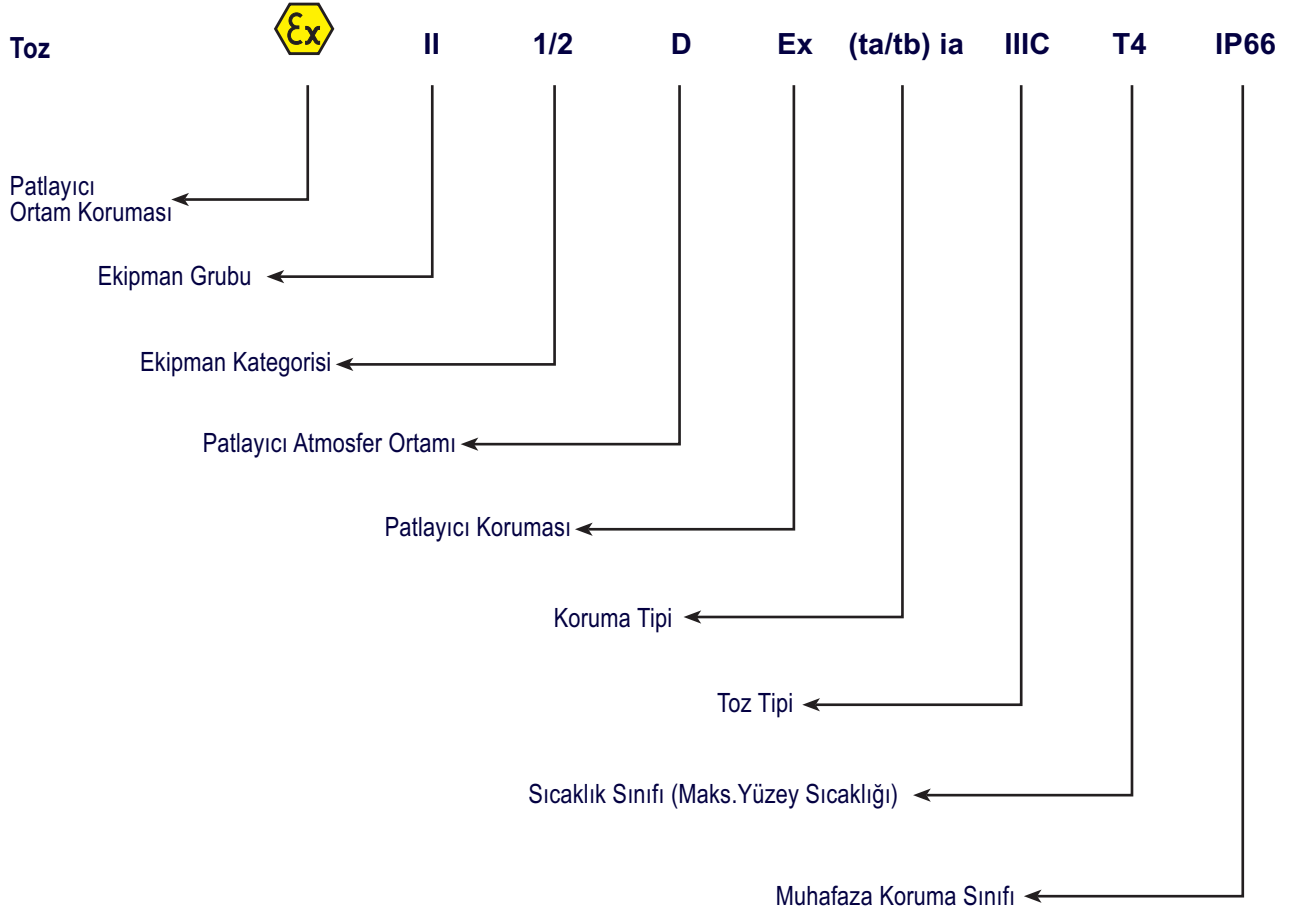 Toz Ex II 1/2 D Ex (ta/tb) ia IIIC T4 IP66
Patlayıcı
Ortam Koruması
Ekipman Grubu
Ekipman Kategorisi
Patlayıcı Atmosfer Ortamı
Patlayıcı Koruması
Koruma Tipi
Toz Tipi
Sıcaklık Sınıfı (Maks.Yüzey Sıcaklığı)
Muhafaza Koruma Sınıfı